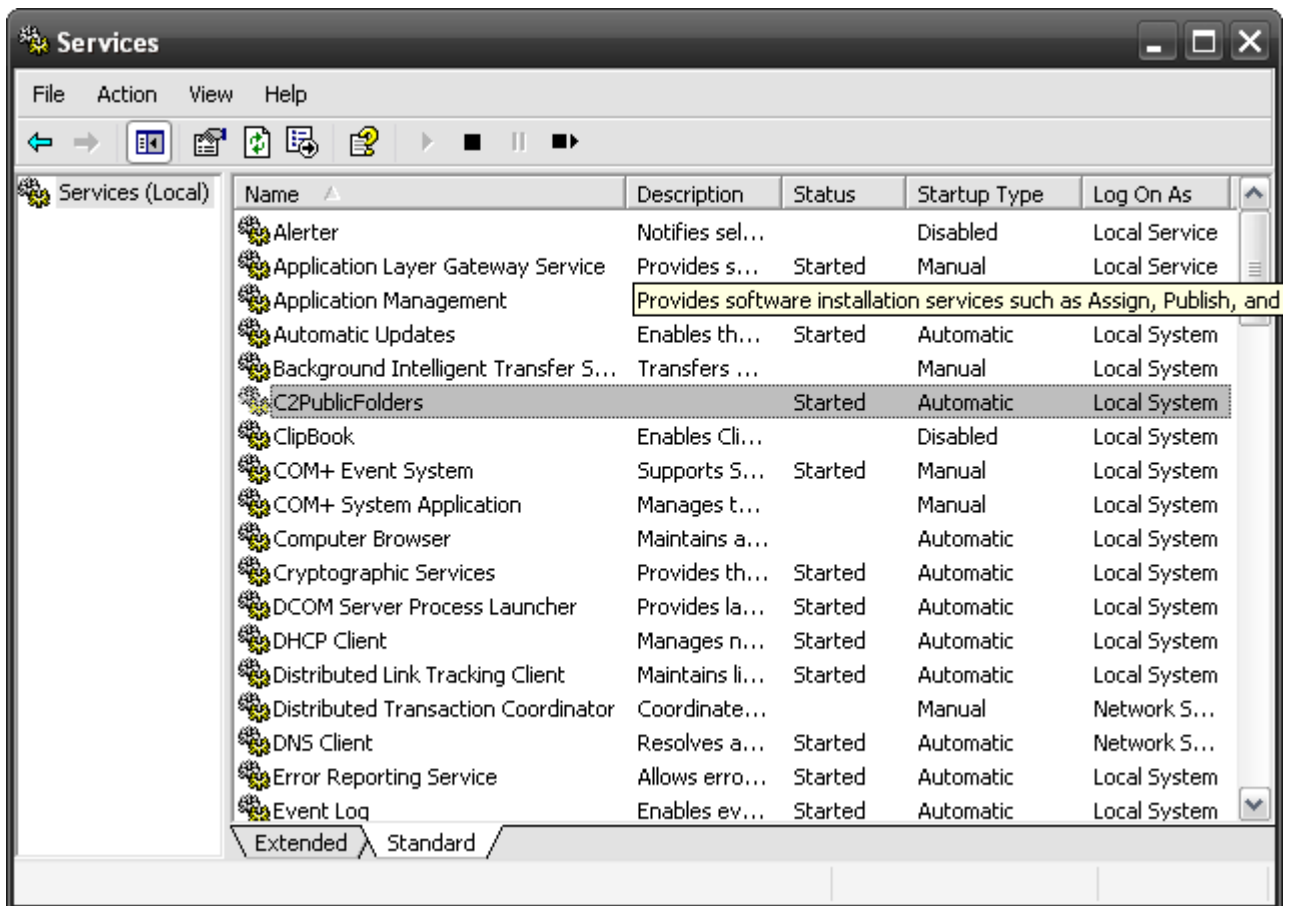 Services
File Action View Help
Services (Local)
Name Description Status Startup Type Log On As
Alerter Notifies sel... Disabled Local Service
Application Layer Gateway Service Provides s... Started Manual Local Service
Application Management Provides software installation services such as Assign, Publish, and
Automatic Updates Enables th... Started Automatic Local System
Background Intelligent Transfer S... Transfers ... Manual Local System
C2PublicFolders Started Automatic Local System
ClipBook Enables Cli... Disabled Local System
COM+ Event System Supports S... Started Manual Local System
COM+ System Application Manages t... Manual Local System
Computer Browser Maintains a... Automatic Local System
Cryptographic Services Provides th... Started Automatic Local System
DCOM Server Process Launcher Provides la... Started Automatic Local System
DHCP Client Manages n... Started Automatic Local System
Distributed Link Tracking Client Maintains li... Started Automatic Local System
Distributed Transaction Coordinator Coordinate... Manual Network S...
DNS Client Resolves a... Started Automatic Network S...
Error Reporting Service Allows erro... Started Automatic Local System
Event Log Enables ev... Started Automatic Local System
Extended Standard